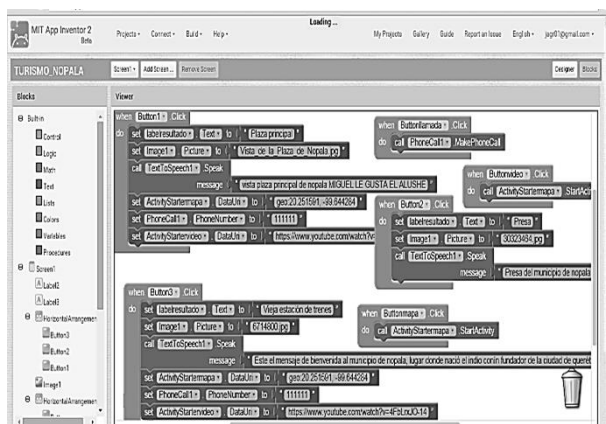 Loading ...
MIT App Inventor 2
Beta
Projects Connect Build Help
My Projects Gallery Guide Report an Issue English
TURISMO_NOPALA
Screen1 Add Screen ... Remove Screen
Designer Blocks
Blocks
Viewer
Built-in
Control
Logic
Math
Text
Lists
Colors
Variables
Procedures
Screen1
Label2
Label3
HorizontalArrangemen
Button3
Button2
Button1
Image1
HorizontalArrangemen
when Button1 .Click
do set labelresultado . Text to " Plaza principal "
set Image1 . Picture to " Vista de la Plaza de Nopala.jpg "
call TextToSpeech1 .Speak
message " vista plaza principal de nopala MIGUEL LE GUSTA EL ALUSHE "
set ActivityStartermapa . DataUri to " geo:20.251591,-99.644284 "
set PhoneCall1 . PhoneNumber to " 111111 "
set ActivityStartervideo . DataUri to " https://www.youtube.com/watch?v=
when Buttonllamada .Click
do call PhoneCall1 .MakePhoneCall
when Buttonvideo .Click
do call ActivityStartermapa .StartActiv
when Button2 .Click
do set labelresultado . Text to " Presa "
set Image1 . Picture to " 30323464.jpg "
call TextToSpeech1 .Speak
message " Presa del municipio de nopala
when Button3 .Click
do set labelresultado . Text to " Vieja estación de trenes "
set Image1 . Picture to " 6714800.jpg "
call TextToSpeech1 .Speak
message " Este el mensaje de bienvenida al municipio de nopala, lugar donde nació el indio conin fundador de la ciudad de queret
set ActivityStartermapa . DataUri to " geo:20.251591,-99.644284 "
set PhoneCall1 . PhoneNumber to " 111111 "
set ActivityStartervideo . DataUri to " https://www.youtube.com/watch?v=4FbLnxJO-14 "
when Buttonmapa .Click
do call ActivityStartermapa .StartActivity